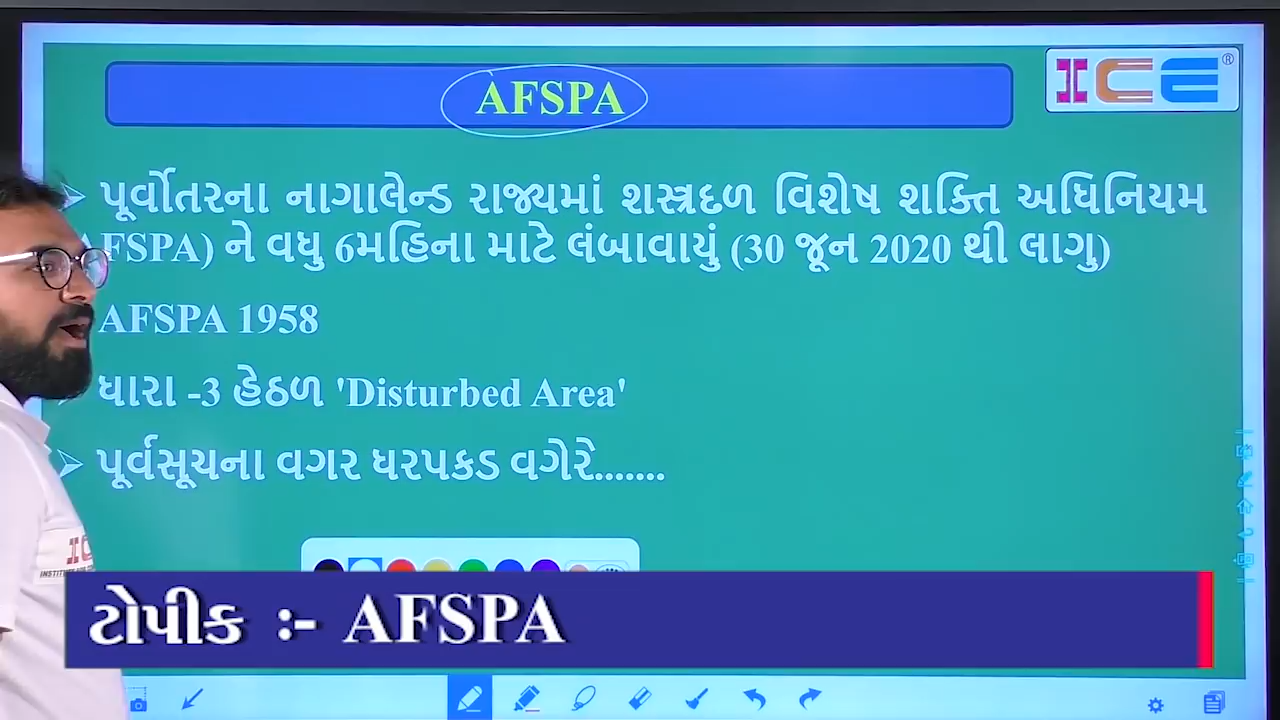 AFSPA
ICE®
પૂર્વોતરના નાગાલેન્ડ રાજ્યમાં શસ્ત્રદળ વિશેષ શક્તિ અધિનિયમ
AFSPA) ને વધુ 6મહિના માટે લંબાવાયું (30 જૂન 2020 થી લાગુ)
AFSPA 1958
ધારા -3 હેઠળ 'Disturbed Area'
પૂર્વસૂચના વગર ધરપકડ વગેરે.......
ટોપીક :- AFSPA